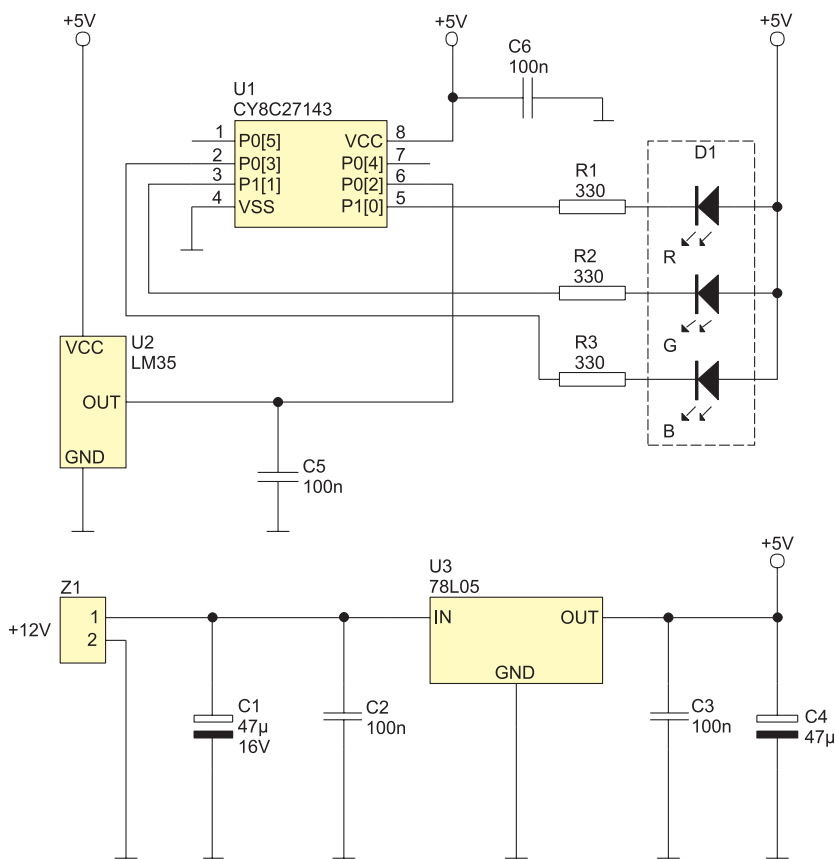 +5V
+5V
+5V
C6
100n
U1
CY8C27143
1 P0[5] VCC 8
2 P0[3] P0[4] 7
3 P1[1] P0[2] 6
4 VSS P1[0] 5
D1
R1
330
R
R2
330
G
R3
330
B
U2
LM35
VCC
OUT
GND
C5
100n
+5V
Z1
+12V
1
2
U3
78L05
IN OUT
GND
C1
47µ
16V
C2
100n
C3
100n
C4
47µ